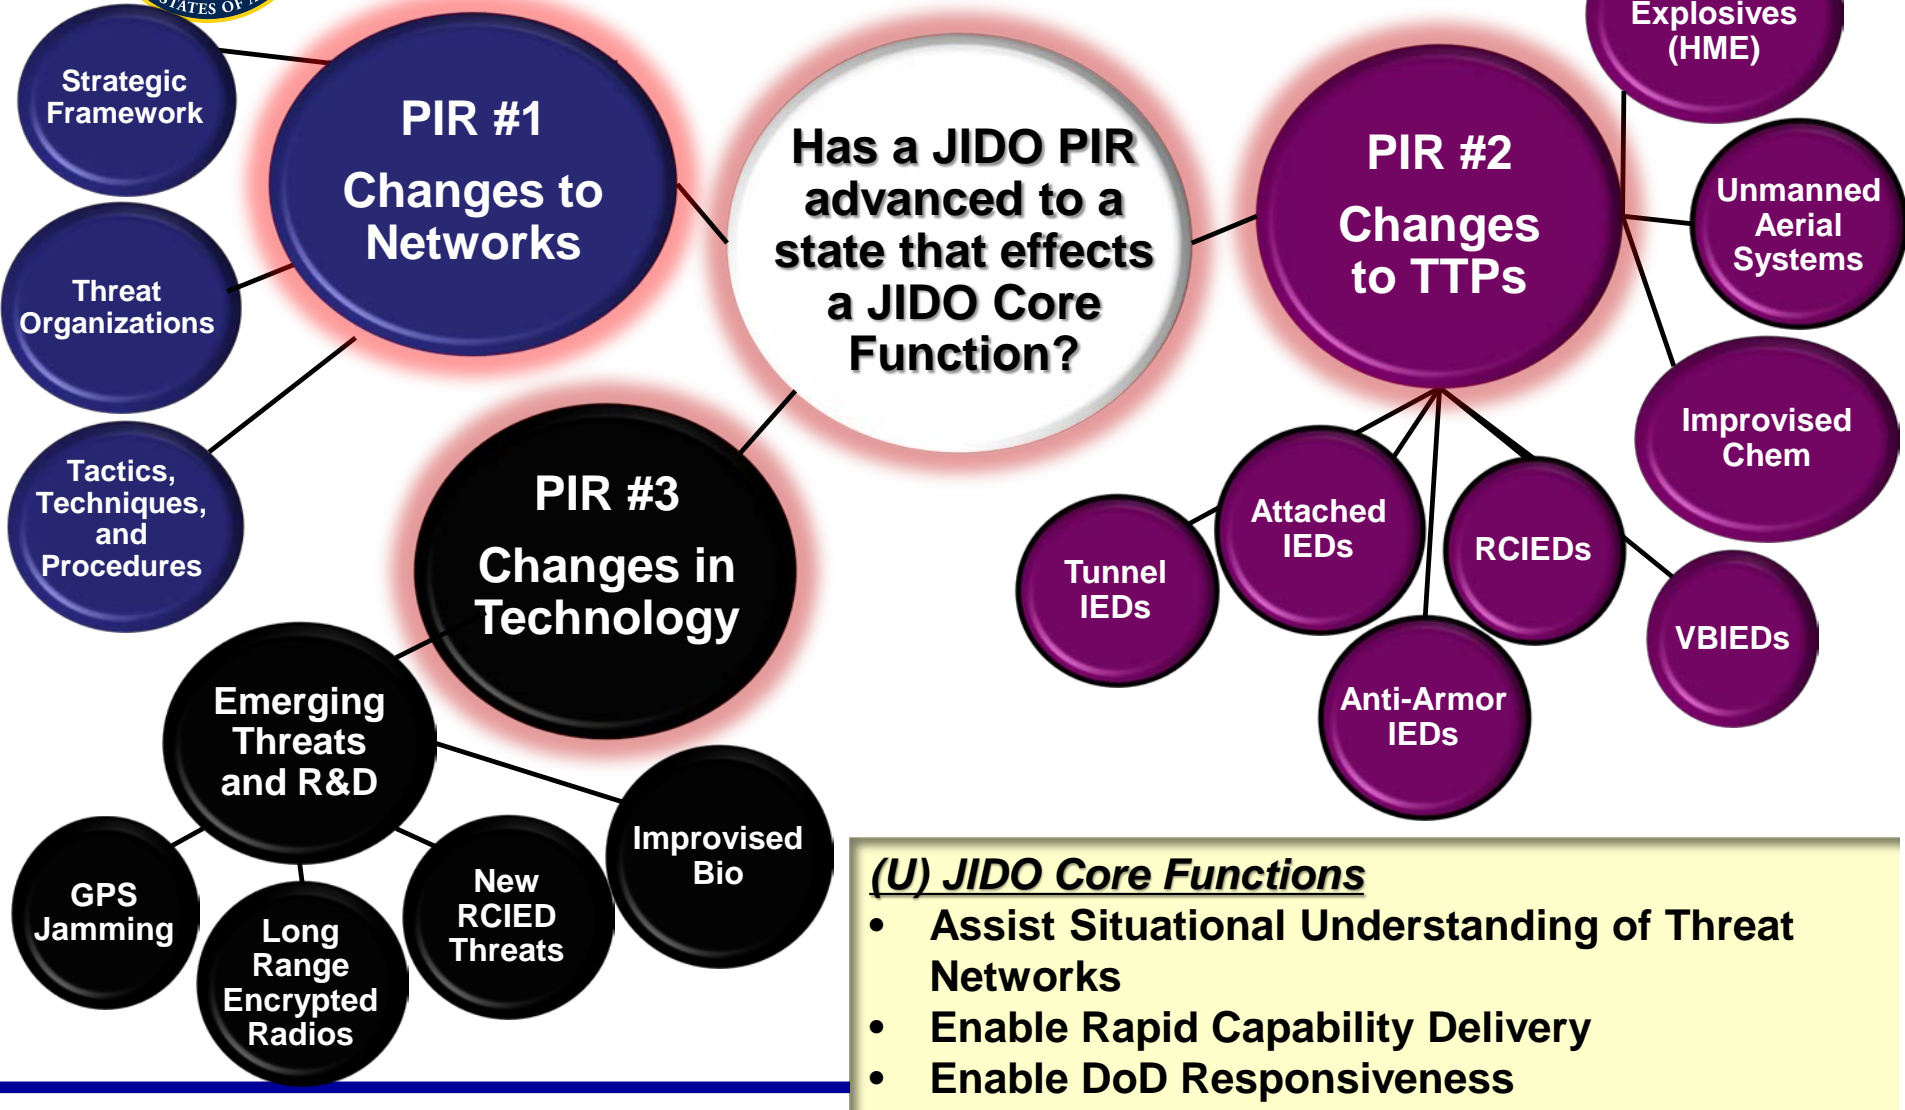 STATES OF A
Explosives
(HME)
Strategic
Framework
PIR #1
Changes to
Networks
Has a JIDO PIR
advanced to a
state that effects
a JIDO Core
Function?
PIR #2
Changes
to TTPs
Unmanned
Aerial
Systems
Threat
Organizations
Improvised
Chem
Tactics,
Techniques,
and
Procedures
PIR #3
Changes in
Technology
Attached
IEDs
RCIEDs
Tunnel
IEDs
VBIEDs
Anti-Armor
IEDs
Emerging
Threats
and R&D
Improvised
Bio
New
RCIED
Threats
GPS
Jamming
Long
Range
Encrypted
Radios
(U) JIDO Core Functions
• Assist Situational Understanding of Threat
Networks
• Enable Rapid Capability Delivery
• Enable DoD Responsiveness